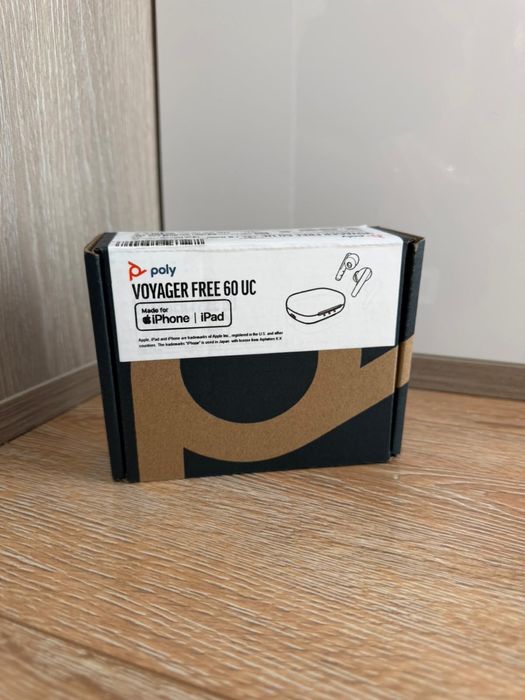 poly
VOYAGER FREE 60 UC
Made for
iPhone | iPad
Apple, iPad and iPhone are trademarks of Apple Inc., registered in the U.S. and other
countries. The trademarks "iPhone" is used in Japan with license from Aiphone K.K.